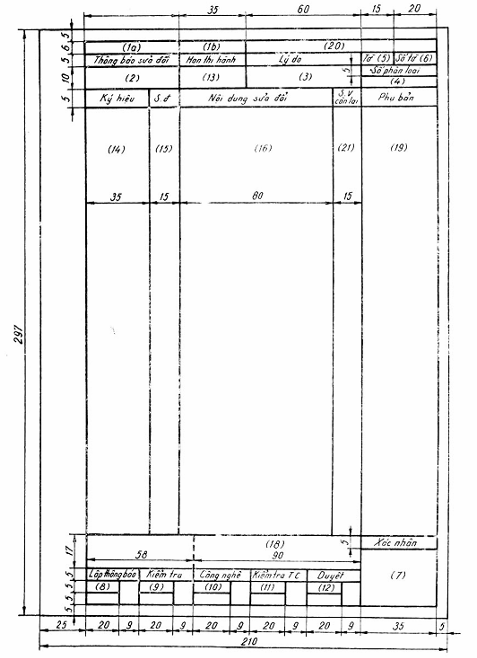 35 60 15 20
5 (1a) (1b) (20)
6
5 Thông báo sửa đổi Hạn thi hành Lý do Tờ (5) Số tờ (6)
10 (2) (13) (3) 5 Số phân loại
(4)
5 Ký hiệu S.đ Nội dung sửa đổi S.V còn lại Phụ bản
(14) (15) (16) (21) (19)
35 15 80 15
297
17 (18) 5 Xác nhận
58 90
5 Lập thông báo Kiểm tra Công nghệ Kiểm tra T.C Duyệt (7)
5 (8) (9) (10) (11) (12)
5
5
25 20 9 20 9 20 9 20 9 20 9 35 5
210